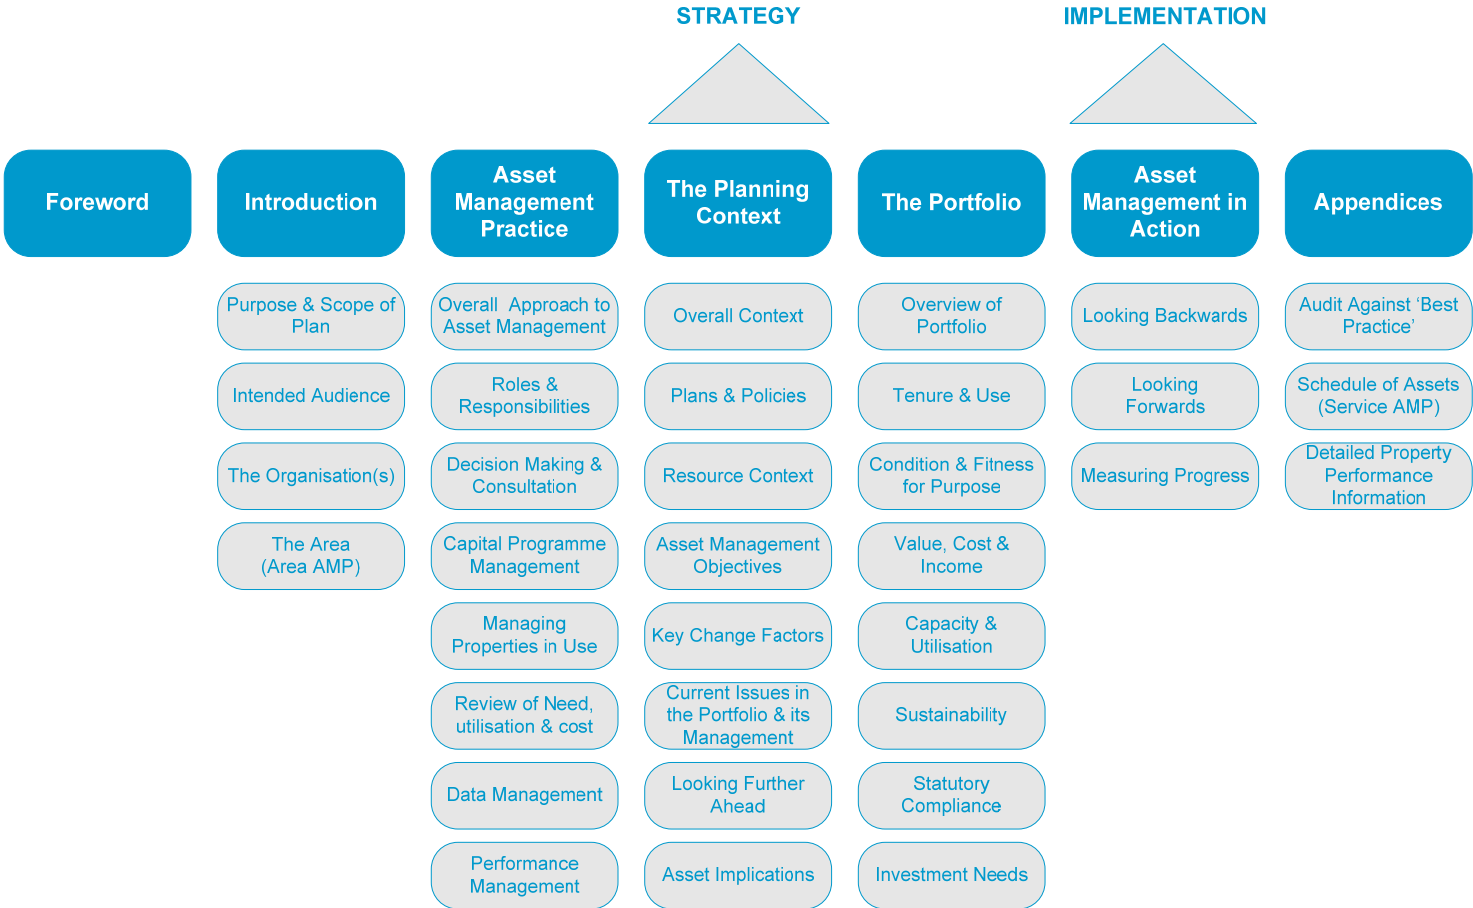 STRATEGY
IMPLEMENTATION
Foreword
Introduction
Asset
Management
Practice
The Planning
Context
The Portfolio
Asset
Management in
Action
Appendices
Purpose & Scope of
Plan
Intended Audience
The Organisation(s)
The Area
(Area AMP)
Overall Approach to
Asset Management
Roles &
Responsibilities
Decision Making &
Consultation
Capital Programme
Management
Managing
Properties in Use
Review of Need,
utilisation & cost
Data Management
Performance
Management
Overall Context
Plans & Policies
Resource Context
Asset Management
Objectives
Key Change Factors
Current Issues in
the Portfolio & its
Management
Looking Further
Ahead
Asset Implications
Overview of
Portfolio
Tenure & Use
Condition & Fitness
for Purpose
Value, Cost &
Income
Capacity &
Utilisation
Sustainability
Statutory
Compliance
Investment Needs
Looking Backwards
Looking
Forwards
Measuring Progress
Audit Against ‘Best
Practice’
Schedule of Assets
(Service AMP)
Detailed Property
Performance
Information